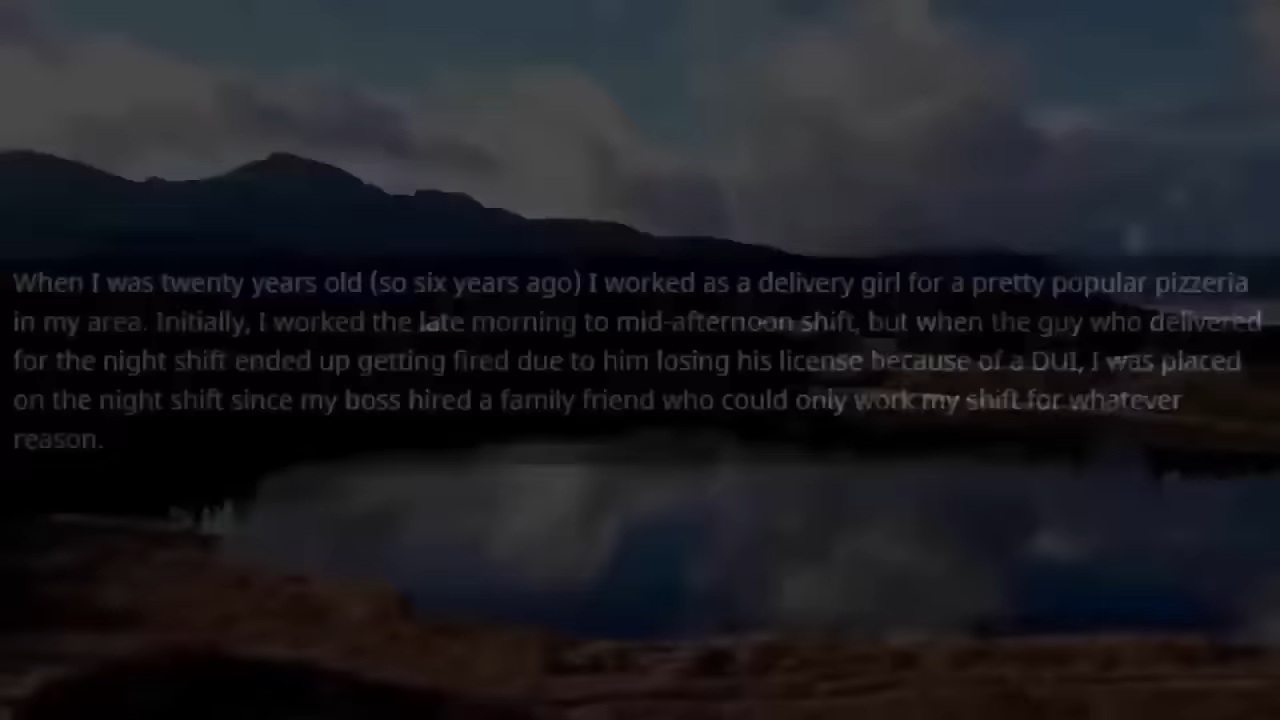 When I was twenty years old (so six years ago) I worked as a delivery girl for a pretty popular pizzeria
in my area. Initially, I worked the late morning to mid-afternoon shift, but when the guy who delivered
for the night shift ended up getting fired due to him losing his license because of a DUI, I was placed
on the night shift since my boss hired a family friend who could only work my shift for whatever
reason.